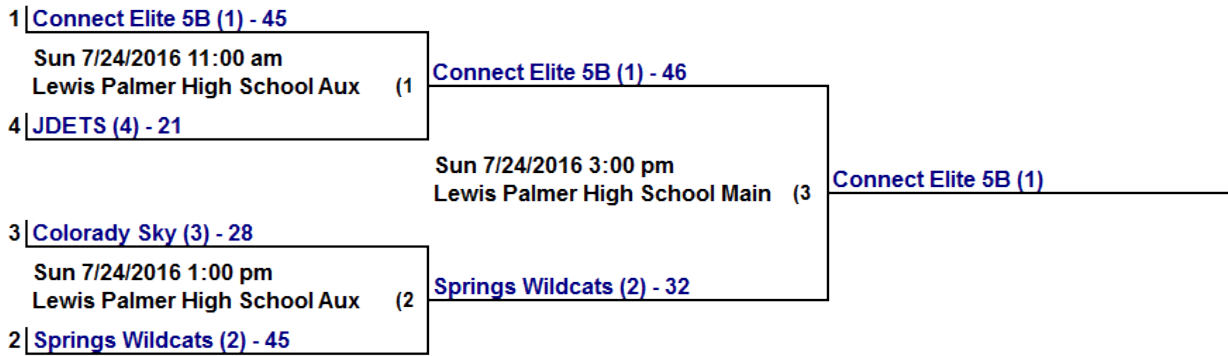 1 Connect Elite 5B (1) - 45
Sun 7/24/2016 11:00 am
Lewis Palmer High School Aux (1
4 JDETS (4) - 21
Connect Elite 5B (1) - 46
Sun 7/24/2016 3:00 pm
Lewis Palmer High School Main (3
Connect Elite 5B (1)
3 Colorady Sky (3) - 28
Sun 7/24/2016 1:00 pm
Lewis Palmer High School Aux (2
2 Springs Wildcats (2) - 45
Springs Wildcats (2) - 32